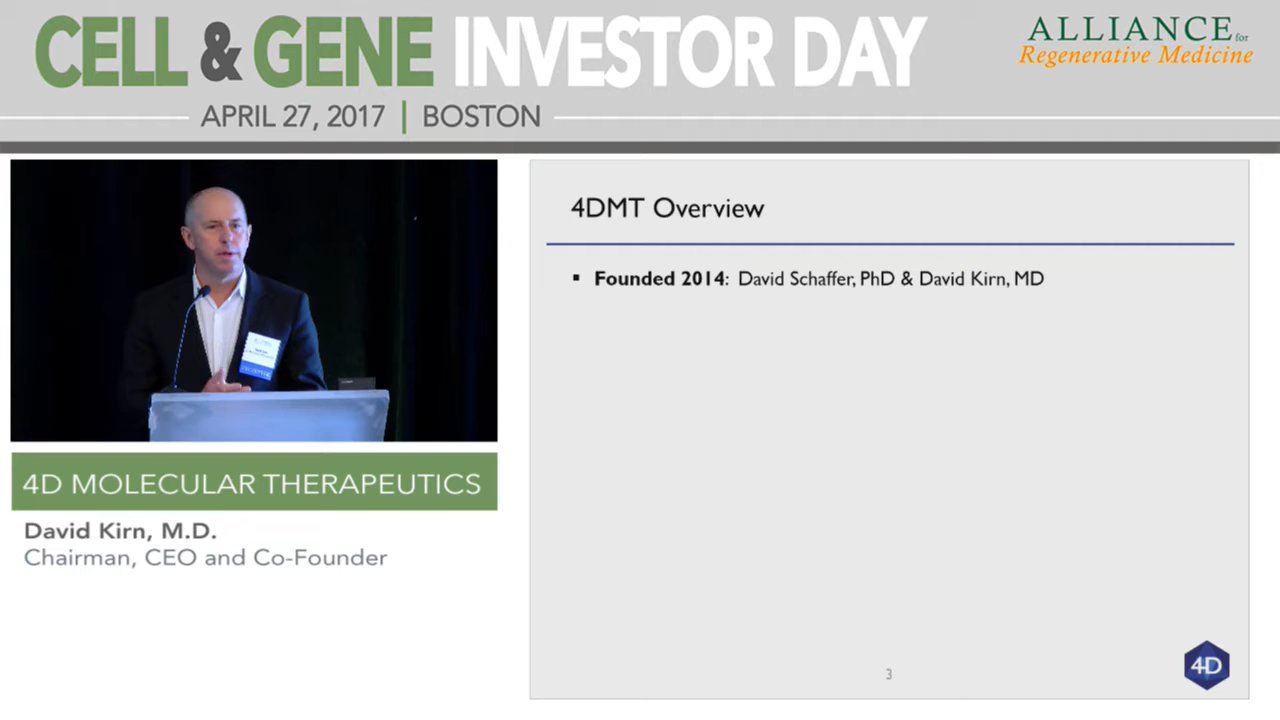 CELL & GENE INVESTOR DAY
APRIL 27, 2017 | BOSTON
ALLIANCE for
Regenerative Medicine
4D MOLECULAR THERAPEUTICS
David Kirn, M.D.
Chairman, CEO and Co-Founder
4DMT Overview
▪ Founded 2014: David Schaffer, PhD & David Kirn, MD
3
4D